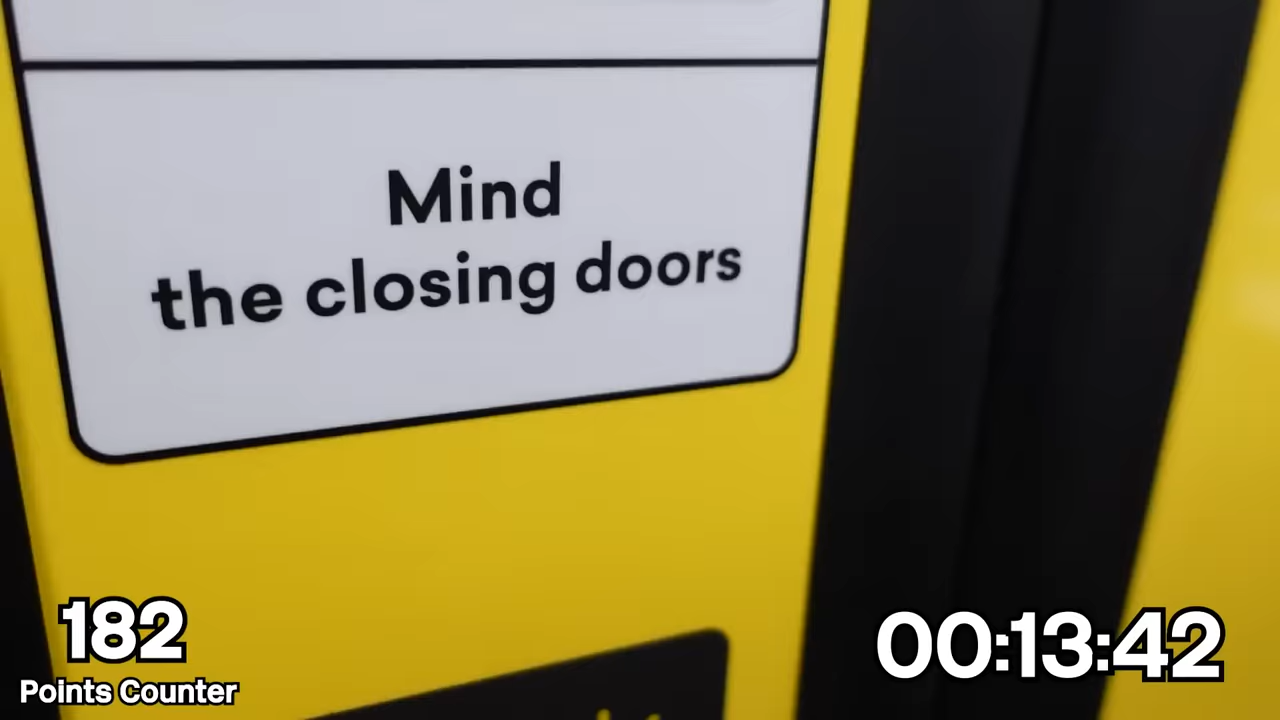 Mind
the closing doors
182
Points Counter
00:13:42